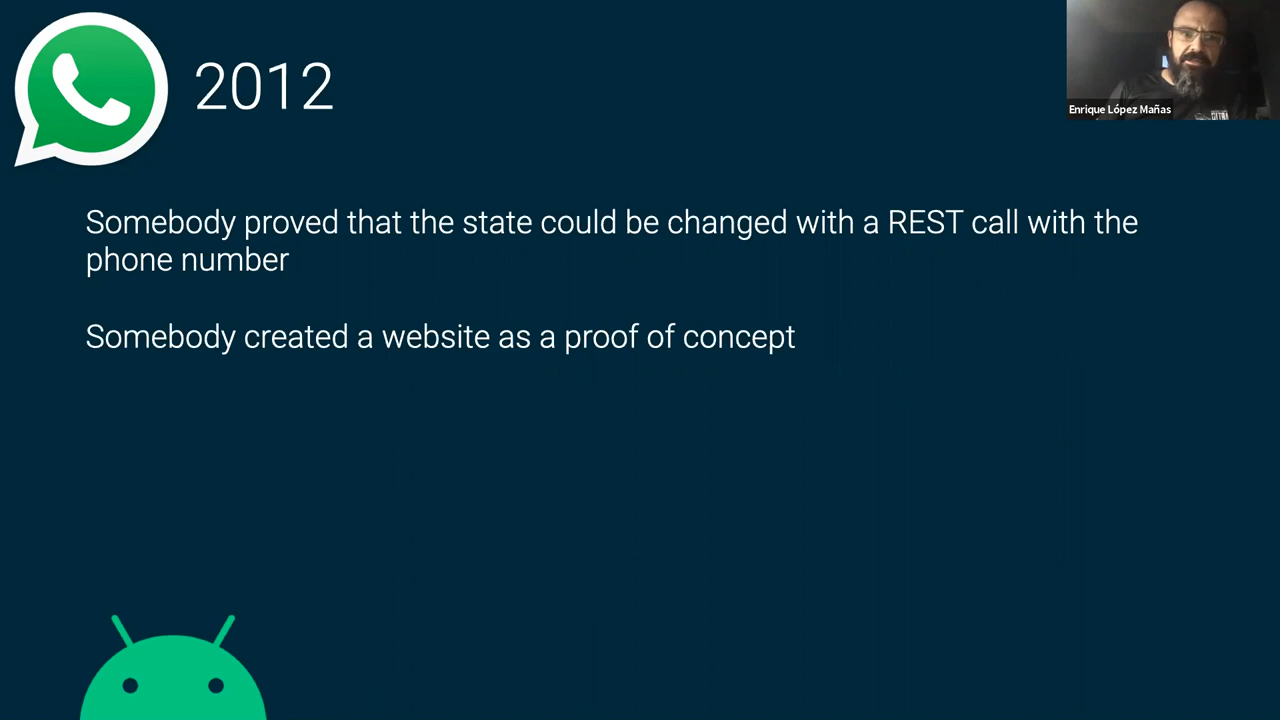 2012
Enrique López Mañas
Somebody proved that the state could be changed with a REST call with the
phone number
Somebody created a website as a proof of concept